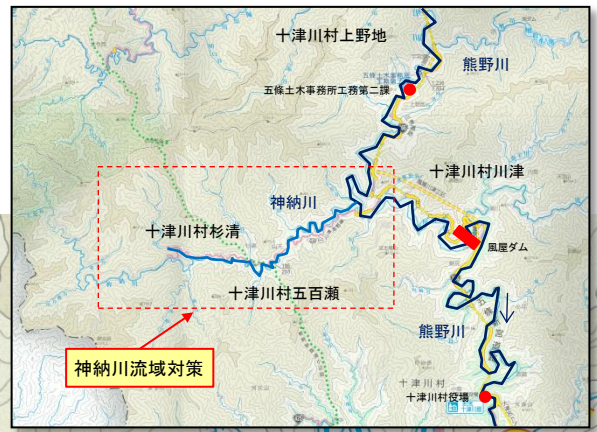 十津川村上野地
熊野川
五條土木事務所工務第二課
十津川村川津
神納川
十津川村杉清
風屋ダム
十津川村五百瀬
熊野川
神納川流域対策
十津川村
十津川村役場